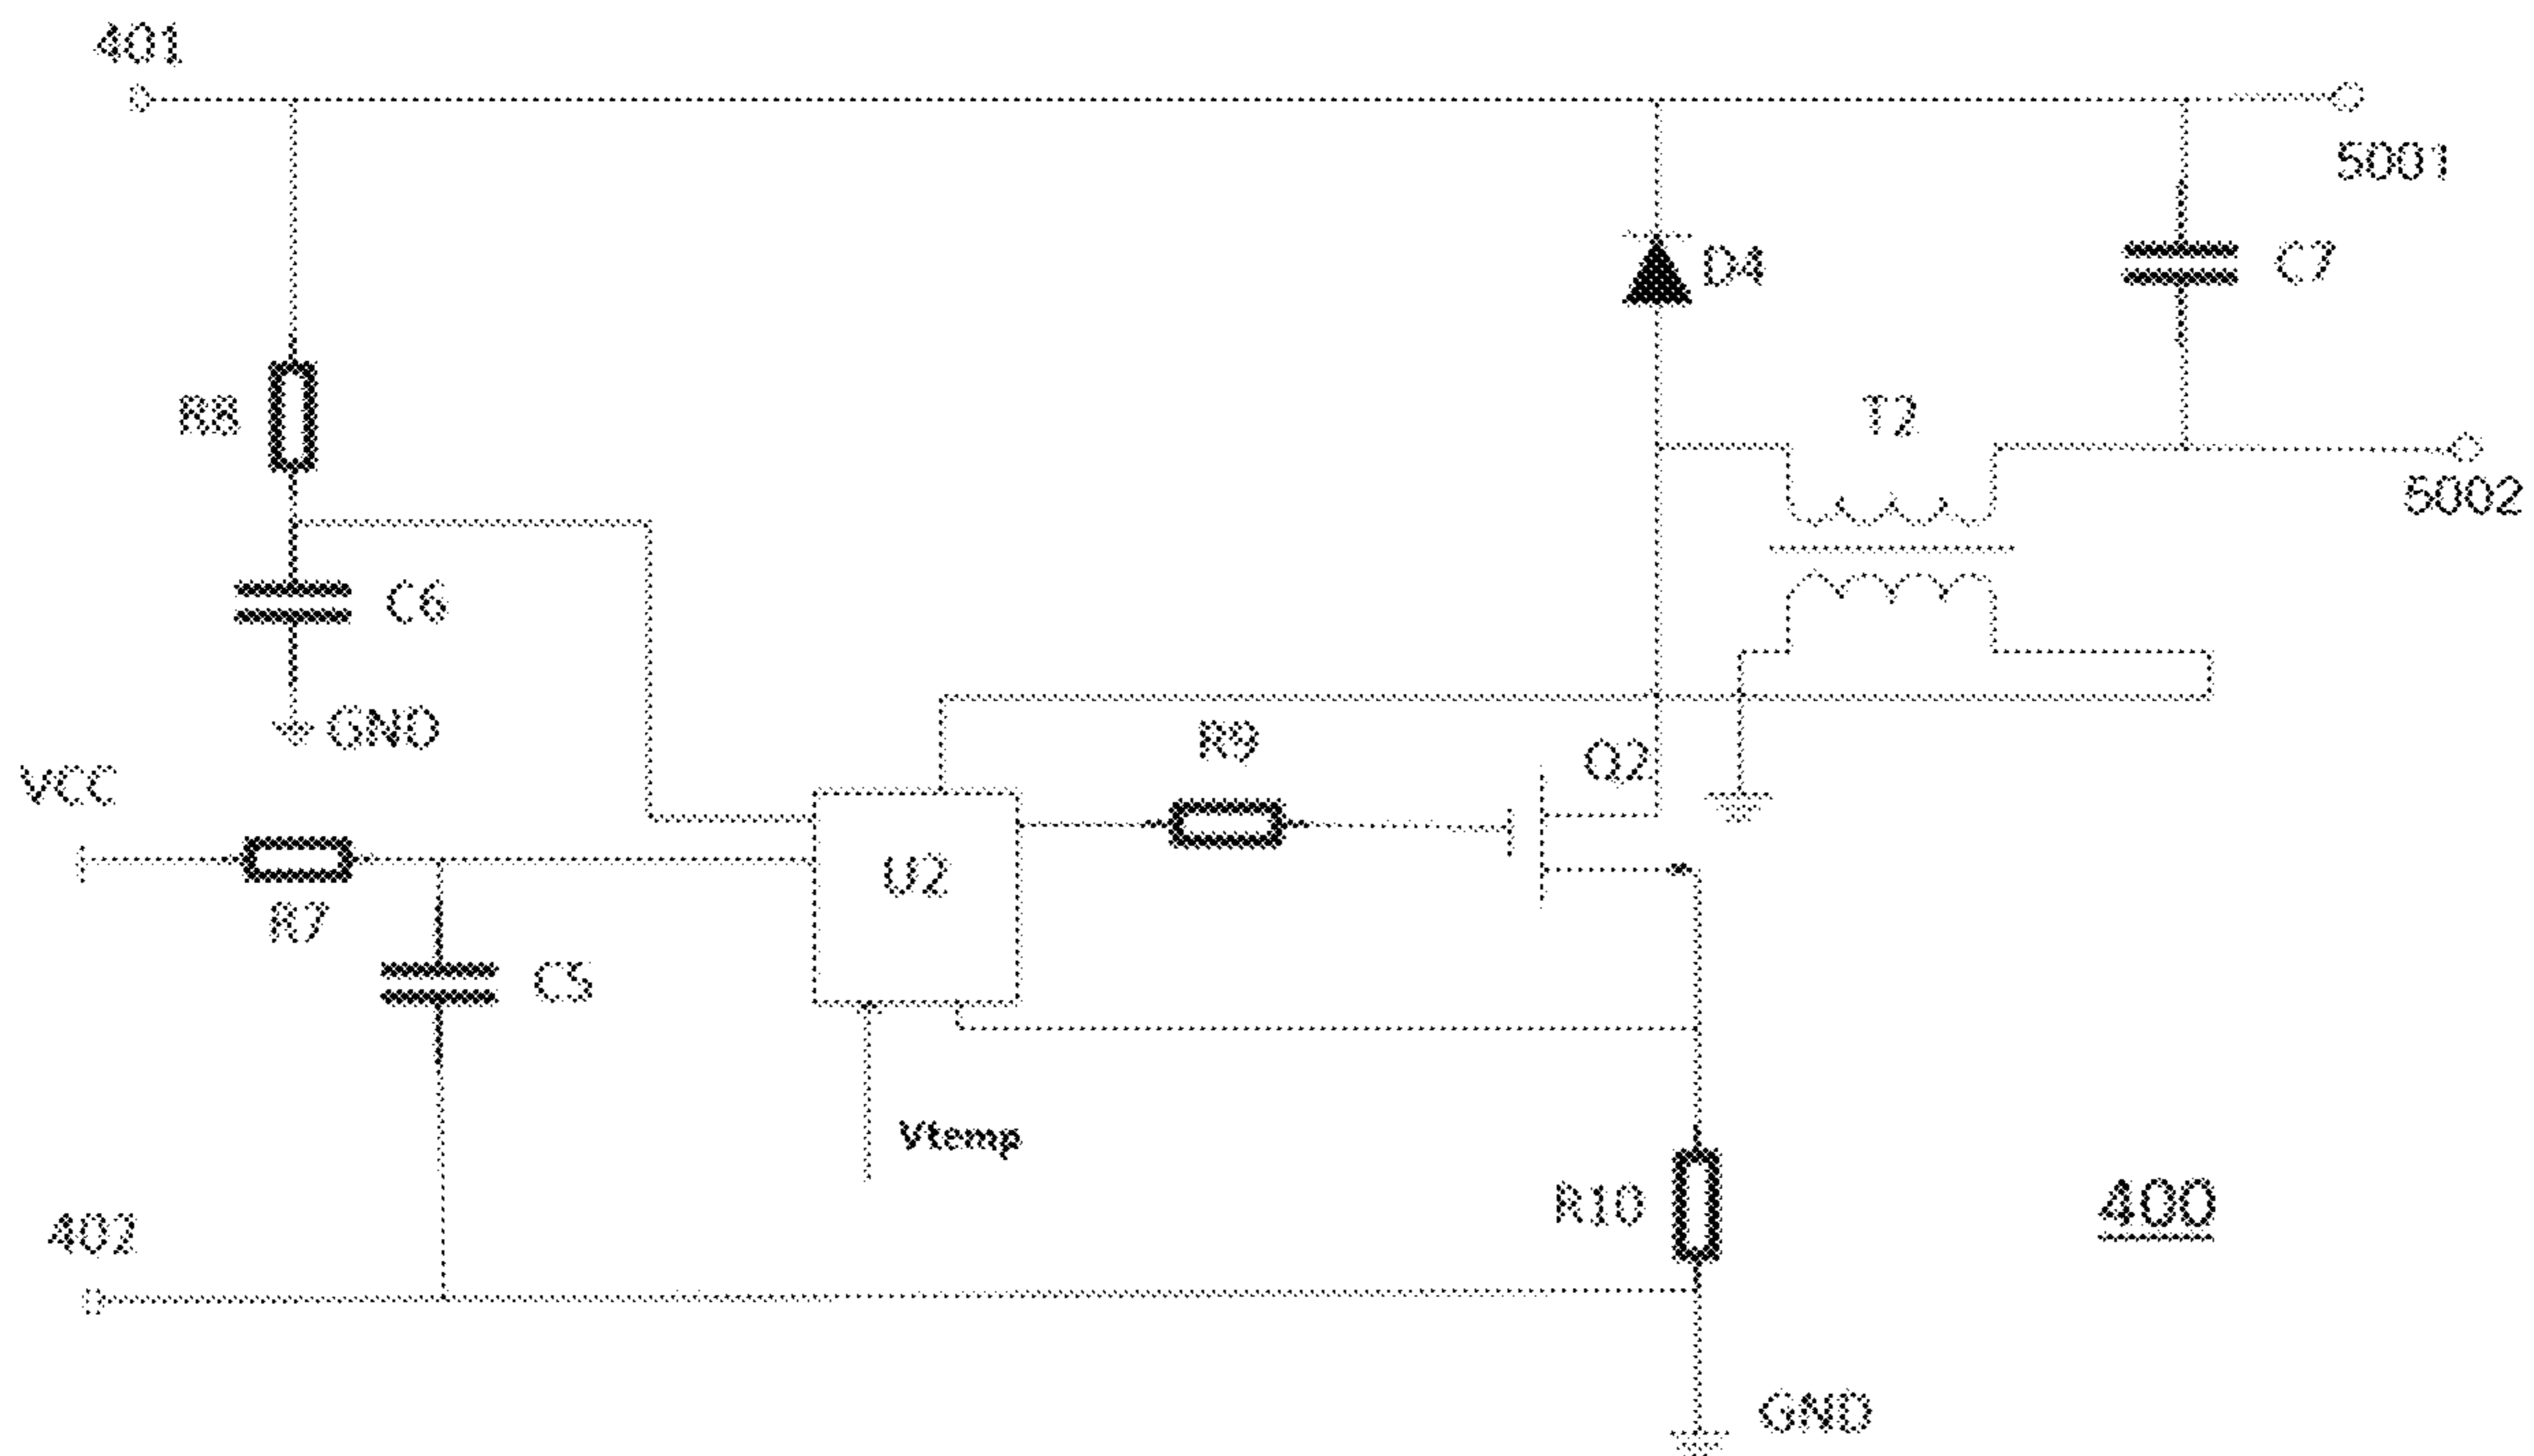 401
5001
D4
C7
R8
T2
5002
C6
GND
R9
Q2
VCC
U2
R7
C5
Vtemp
R10
400
402
GND